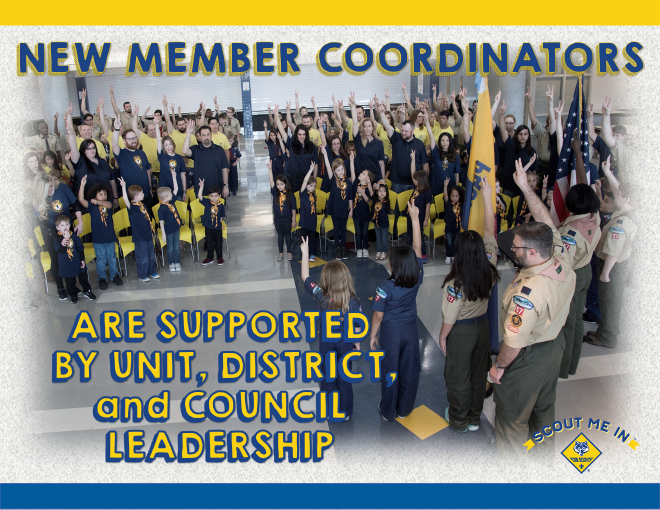 NEW MEMBER COORDINATORS
ARE SUPPORTED
BY UNIT, DISTRICT,
and COUNCIL
LEADERSHIP
SCOUT ME IN